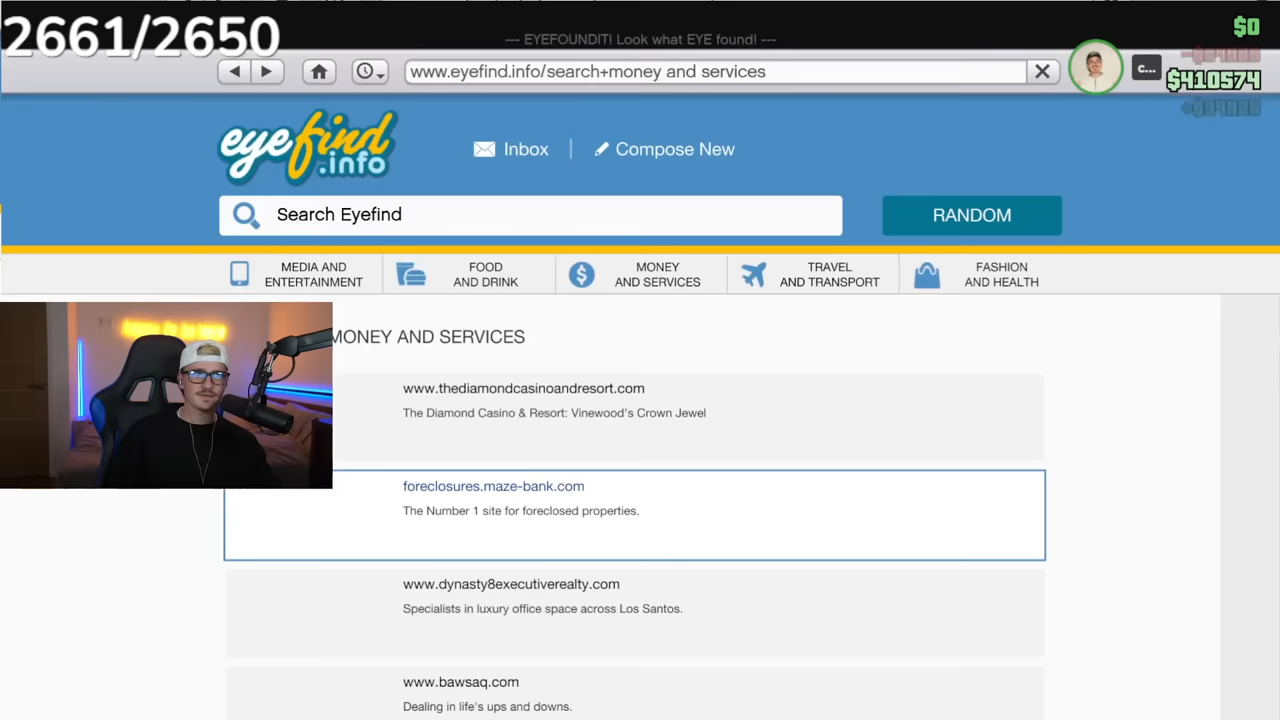 2661/2650
--- EYEFOUNDIT! Look what EYE found! ---
$0
www.eyefind.info/search+money and services
c...
$410574
eyefind
.info
Inbox
Compose New
Search Eyefind
RANDOM
MEDIA AND
ENTERTAINMENT
FOOD
AND DRINK
MONEY
AND SERVICES
TRAVEL
AND TRANSPORT
FASHION
AND HEALTH
MONEY AND SERVICES
www.thediamondcasinoandresort.com
The Diamond Casino & Resort: Vinewood's Crown Jewel
foreclosures.maze-bank.com
The Number 1 site for foreclosed properties.
www.dynasty8executiverealty.com
Specialists in luxury office space across Los Santos.
www.bawsaq.com
Dealing in life's ups and downs.